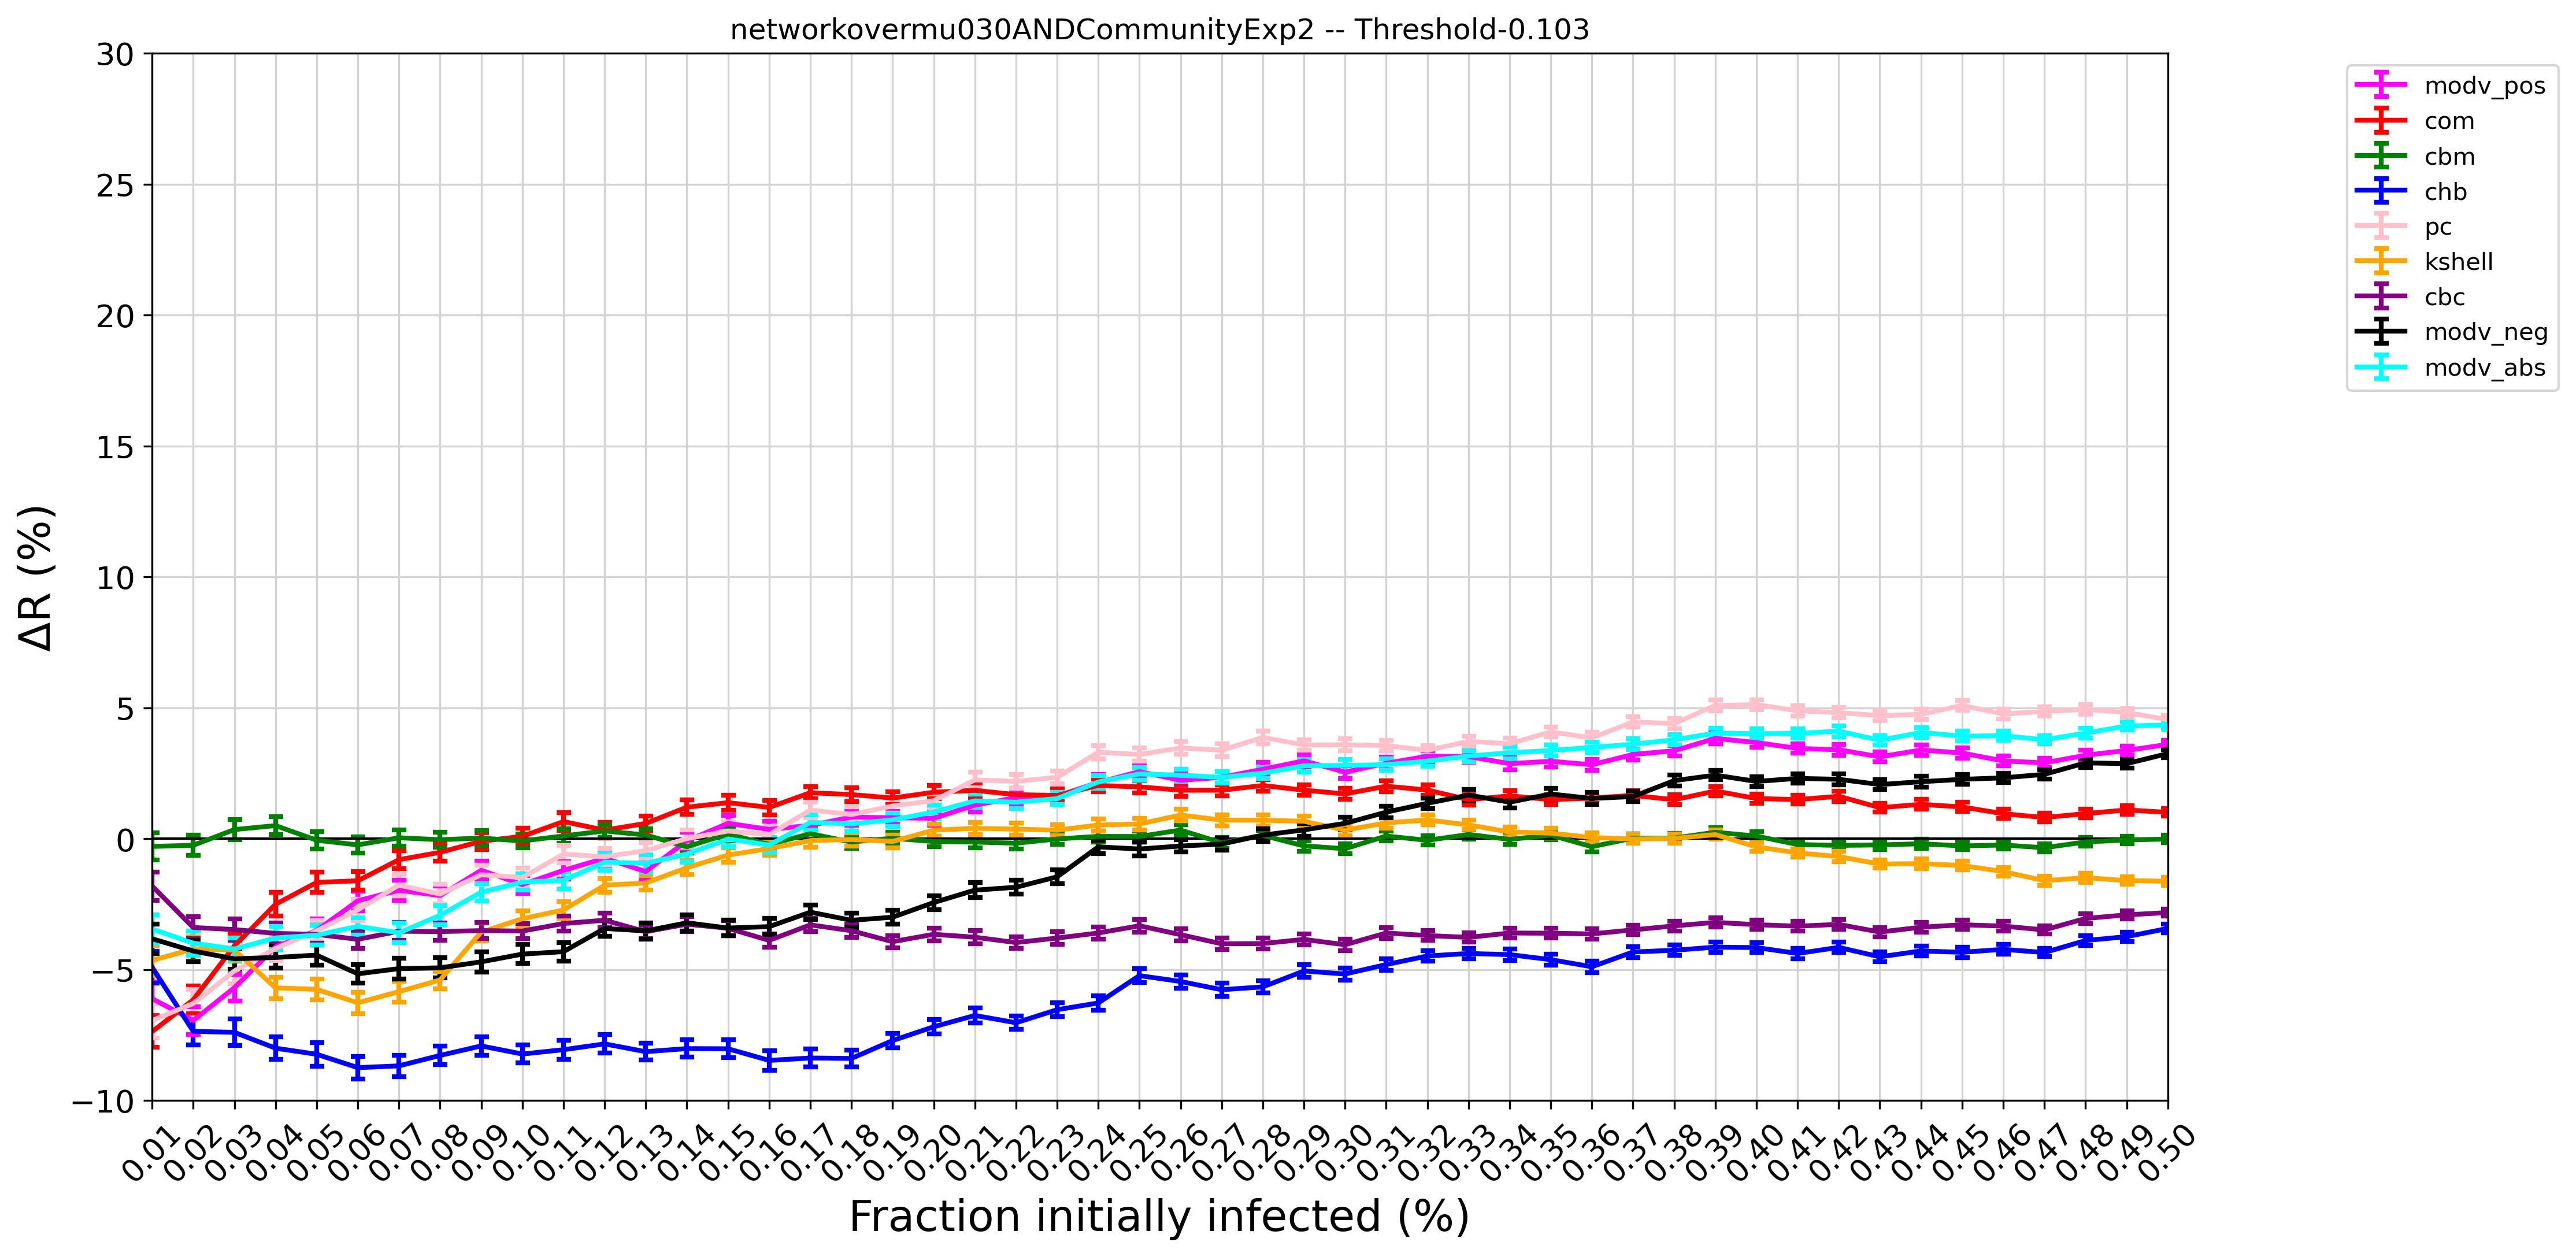 networkovermu030ANDCommunityExp2 -- Threshold-0.103
30
25
20
15
10
5
0
−5
−10
ΔR (%)
0.01 0.02 0.03 0.04 0.05 0.06 0.07 0.08 0.09 0.10 0.11 0.12 0.13 0.14 0.15 0.16 0.17 0.18 0.19 0.20 0.21 0.22 0.23 0.24 0.25 0.26 0.27 0.28 0.29 0.30 0.31 0.32 0.33 0.34 0.35 0.36 0.37 0.38 0.39 0.40 0.41 0.42 0.43 0.44 0.45 0.46 0.47 0.48 0.49 0.50
Fraction initially infected (%)
modv_pos
com
cbm
chb
pc
kshell
cbc
modv_neg
modv_abs